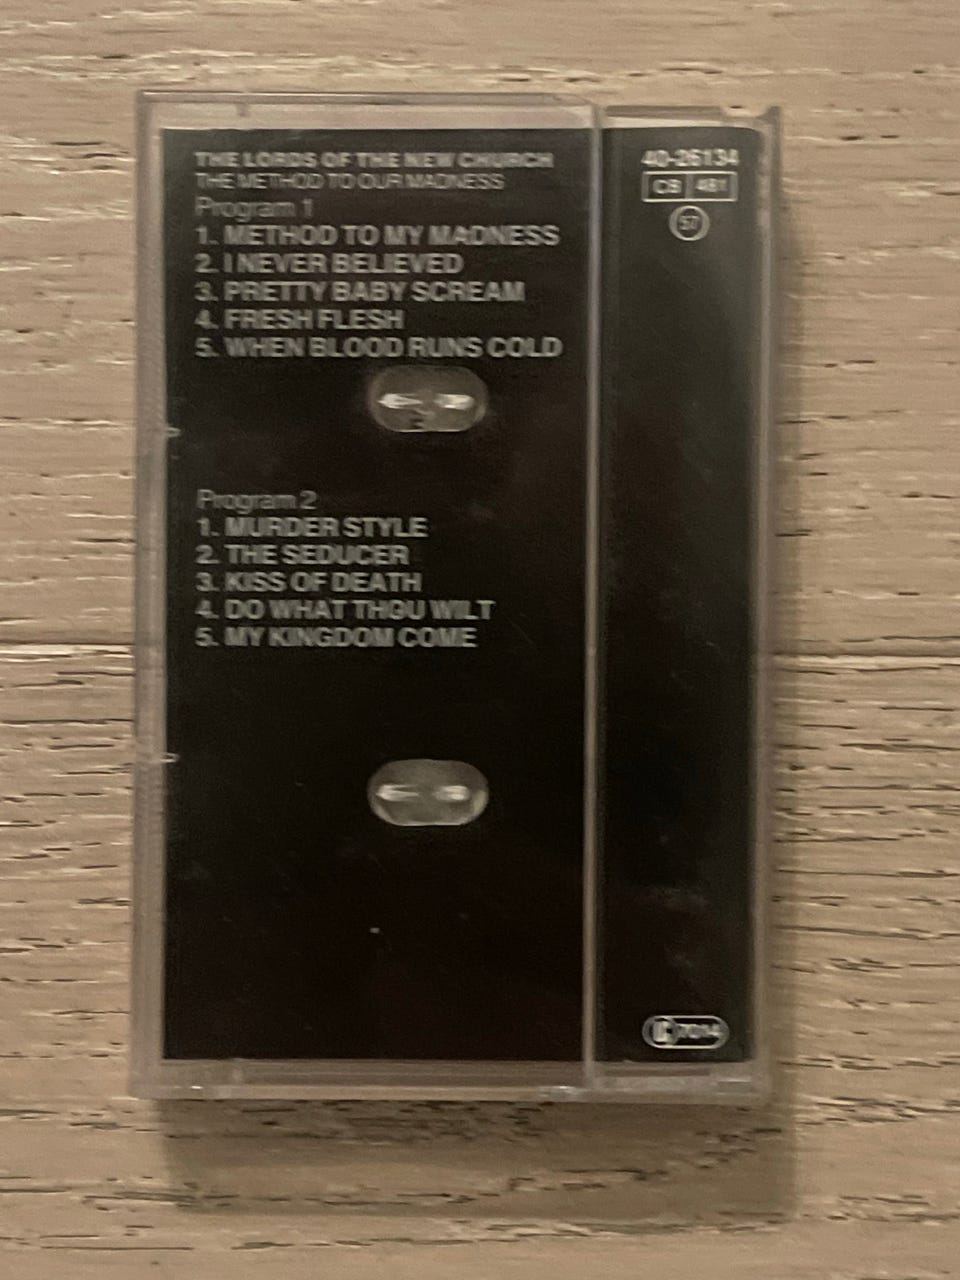 THE LORDS OF THE NEW CHURCH
THE METHOD TO OUR MADNESS
Program 1
1. METHOD TO MY MADNESS
2. I NEVER BELIEVED
3. PRETTY BABY SCREAM
4. FRESH FLESH
5. WHEN BLOOD RUNS COLD
Program 2
1. MURDER STYLE
2. THE SEDUCER
3. KISS OF DEATH
4. DO WHAT THOU WILT
5. MY KINGDOM COME
40-26134
CB 481
57
LC 7014